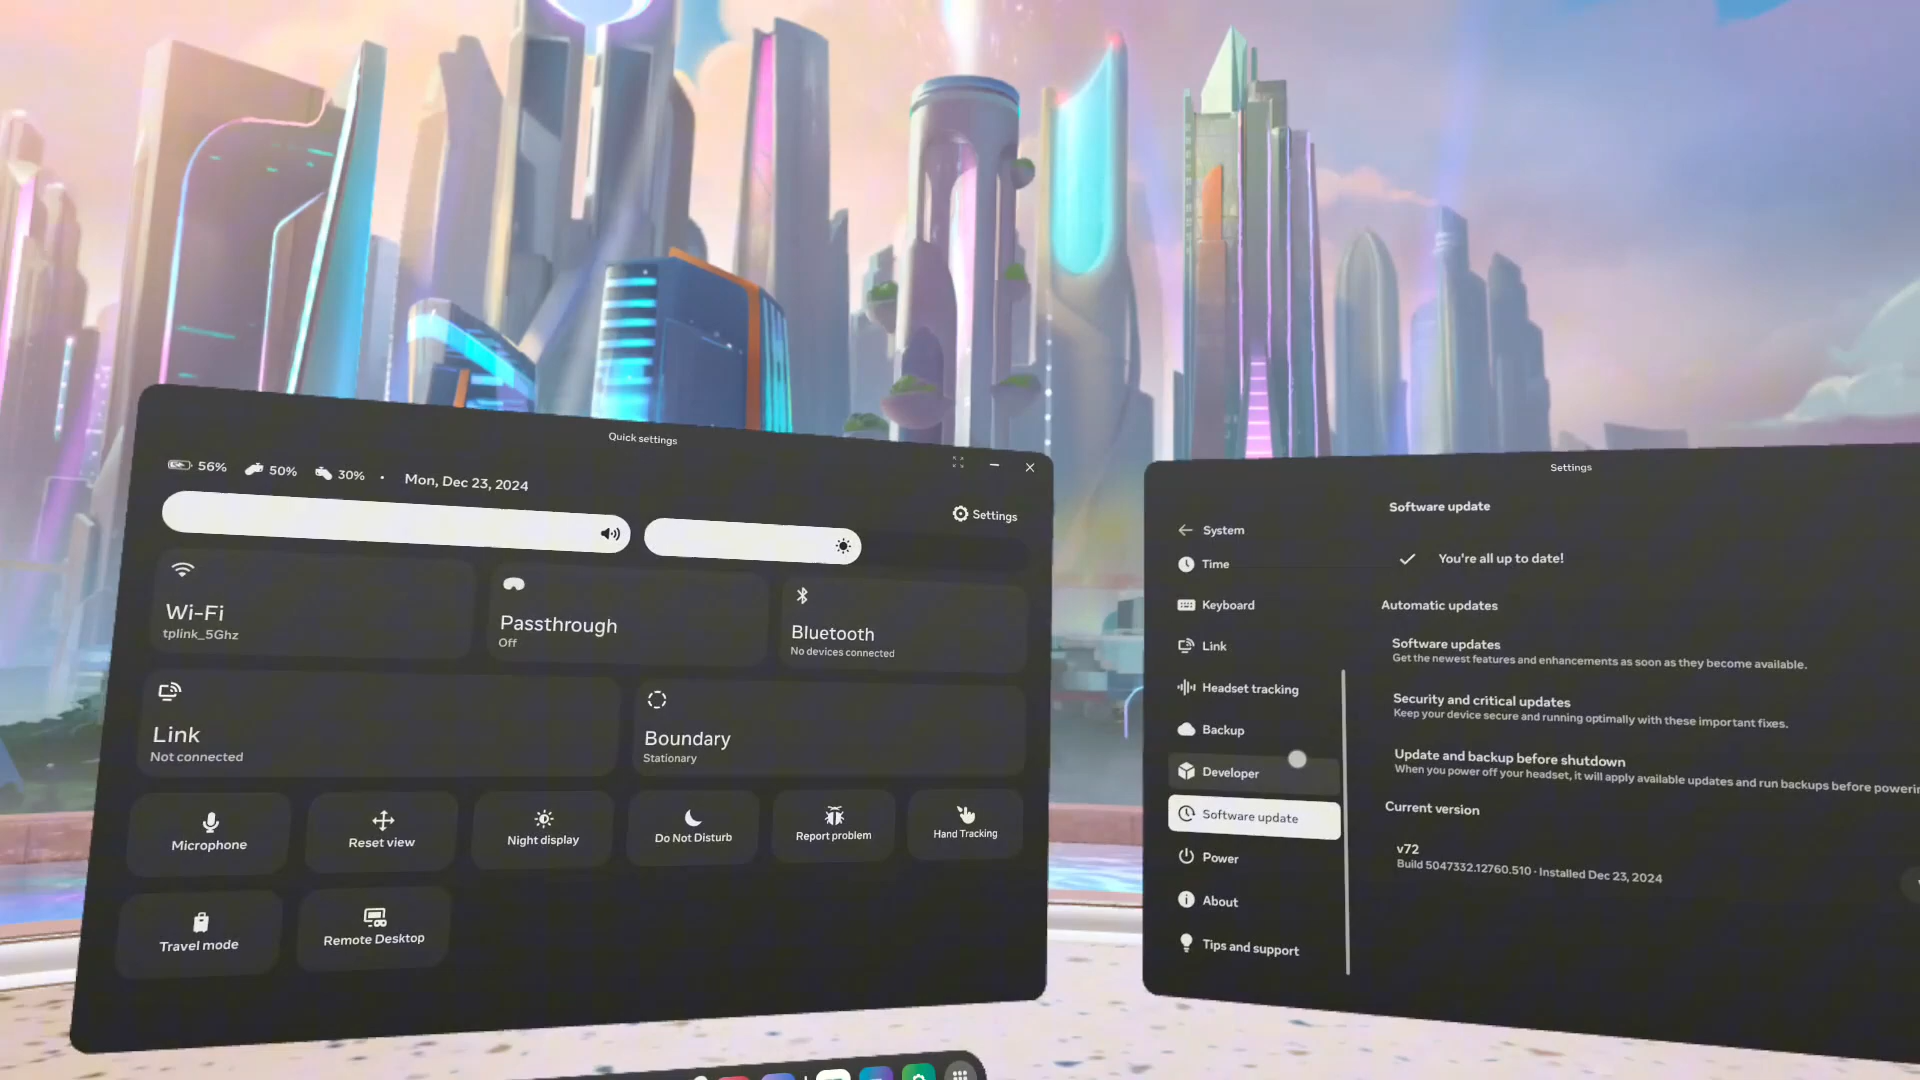 Quick settings
56% 50% 30% · Mon, Dec 23, 2024
Settings
Wi-Fi
tplink_5Ghz
Passthrough
Off
Bluetooth
No devices connected
Link
Not connected
Boundary
Stationary
Microphone
Reset view
Night display
Do Not Disturb
Report problem
Hand Tracking
Travel mode
Remote Desktop
Settings
System
Time
Keyboard
Link
Headset tracking
Backup
Developer
Software update
Power
About
Tips and support
Software update
You're all up to date!
Automatic updates
Software updates
Get the newest features and enhancements as soon as they become available.
Security and critical updates
Keep your device secure and running optimally with these important fixes.
Update and backup before shutdown
When you power off your headset, it will apply available updates and run backups before
Current version
v72
Build 5047332.12760.510 · Installed Dec 23, 2024